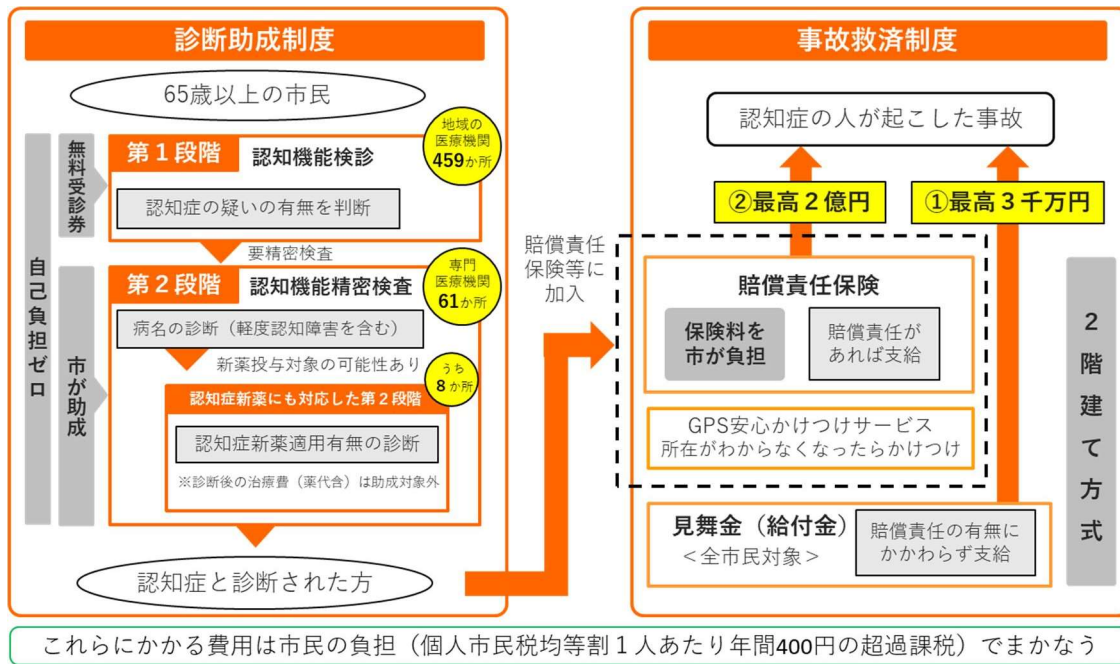 診断助成制度
65歳以上の市民
自己負担ゼロ
無料受診券
第1段階 認知機能検診
地域の
医療機関
459か所
認知症の疑いの有無を判断
要精密検査
市が助成
第2段階 認知機能精密検査
専門
医療機関
61か所
病名の診断（軽度認知障害を含む）
新薬投与対象の可能性あり
うち
8か所
認知症新薬にも対応した第2段階
認知症新薬適用有無の診断
※診断後の治療費（薬代含）は助成対象外
認知症と診断された方
賠償責任
保険等に
加入
事故救済制度
認知症の人が起こした事故
②最高2億円
①最高3千万円
賠償責任保険
保険料を
市が負担
賠償責任が
あれば支給
GPS安心かけつけサービス
所在がわからなくなったらかけつけ
見舞金（給付金）
＜全市民対象＞
賠償責任の有無に
かかわらず支給
2階建て方式
これらにかかる費用は市民の負担（個人市民税均等割1人あたり年間400円の超過課税）でまかなう